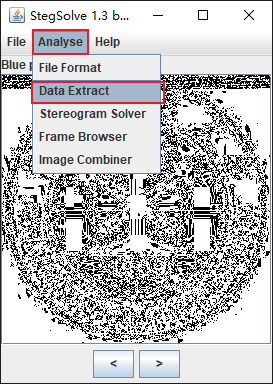 StegSolve 1.3 b...
File Analyse Help
Blue p
File Format
Data Extract
Stereogram Solver
Frame Browser
Image Combiner
< >